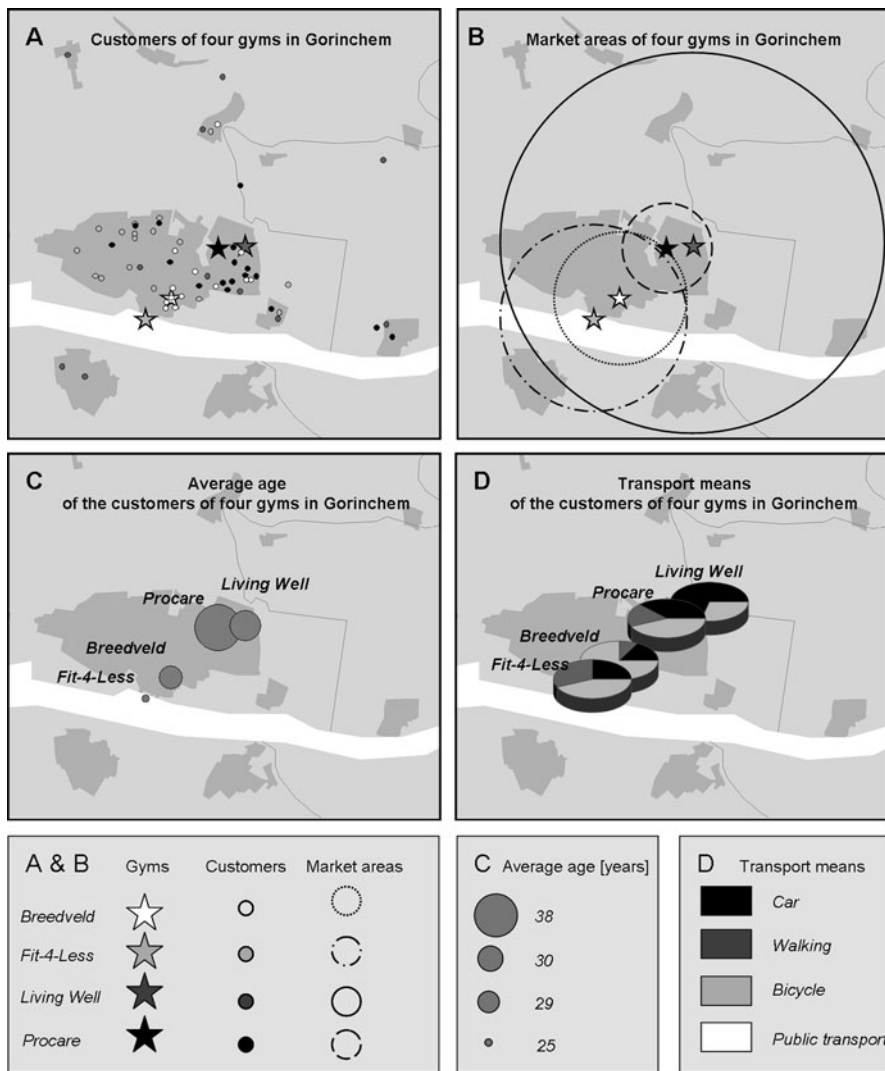 A
Customers of four gyms in Gorinchem
B
Market areas of four gyms in Gorinchem
C
Average age
of the customers of four gyms in Gorinchem
Living Well
Procare
Breedveld
Fit-4-Less
D
Transport means
of the customers of four gyms in Gorinchem
Living Well
Procare
Breedveld
Fit-4-Less
A & B Gyms Customers Market areas
Breedveld
Fit-4-Less
Living Well
Procare
C Average age [years]
38
30
29
25
D Transport means
Car
Walking
Bicycle
Public transport